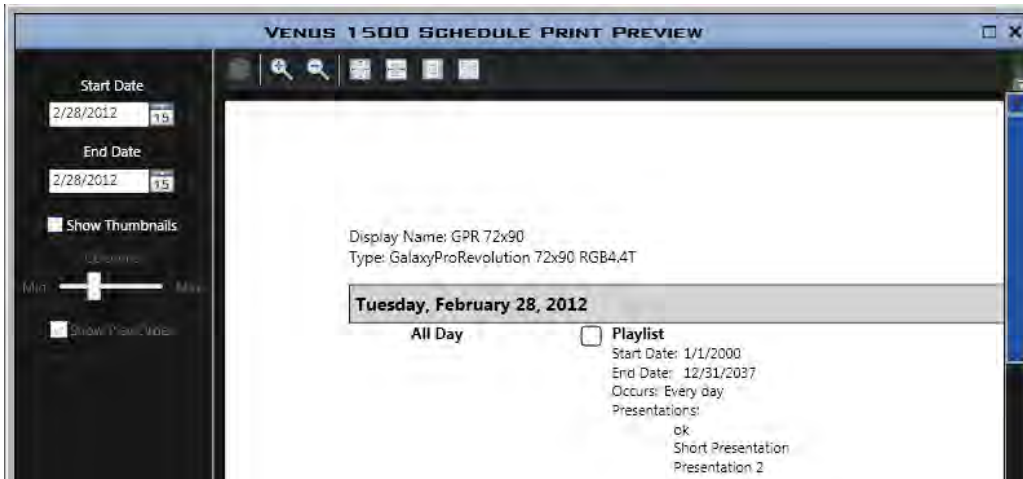 VENUS 1500 SCHEDULE PRINT PREVIEW
Start Date
2/28/2012
15
End Date
2/28/2012
15
Show Thumbnails
Min
Max
Display Name: GPR 72x90
Type: GalaxyProRevolution 72x90 RGB4.4T
Tuesday, February 28, 2012
All Day
Playlist
Start Date: 1/1/2000
End Date: 12/31/2037
Occurs: Every day
Presentations:
ok
Short Presentation
Presentation 2